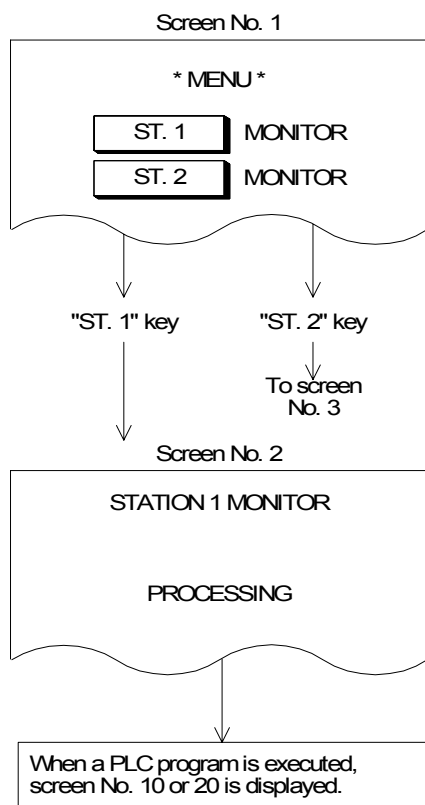 Screen No. 1
* MENU *
ST. 1 MONITOR
ST. 2 MONITOR
"ST. 1" key "ST. 2" key
To screen
No. 3
Screen No. 2
STATION 1 MONITOR
PROCESSING
When a PLC program is executed,
screen No. 10 or 20 is displayed.